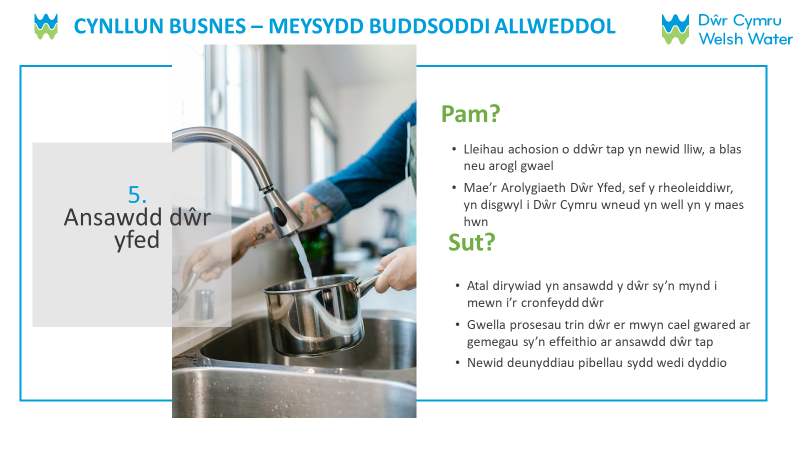 CYNLLUN BUSNES – MEYSYDD BUDDSODDI ALLWEDDOL
Dŵr Cymru
Welsh Water
5.
Ansawdd dŵr
yfed
Pam?
• Lleihau achosion o ddŵr tap yn newid lliw, a blas
neu arogl gwael
• Mae’r Arolygiaeth Dŵr Yfed, sef y rheoleiddiwr,
yn disgwyl i Dŵr Cymru wneud yn well yn y maes
hwn
Sut?
• Atal dirywiad yn ansawdd y dŵr sy’n mynd i
mewn i’r cronfeydd dŵr
• Gwella prosesau trin dŵr er mwyn cael gwared ar
gemegau sy’n effeithio ar ansawdd dŵr tap
• Newid deunyddiau pibellau sydd wedi dyddio